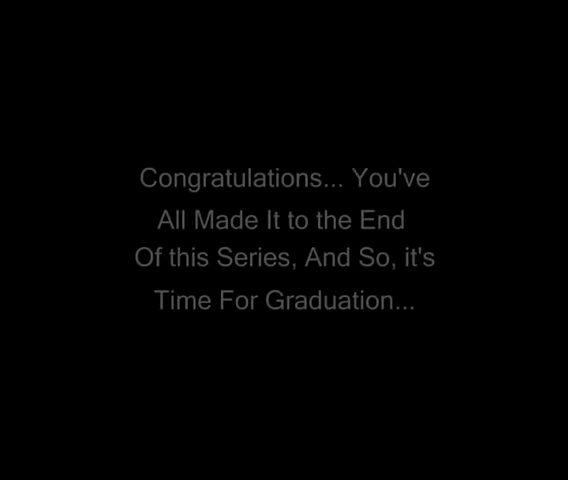 Congratulations... You've
All Made It to the End
Of this Series, And So, it's
Time For Graduation...